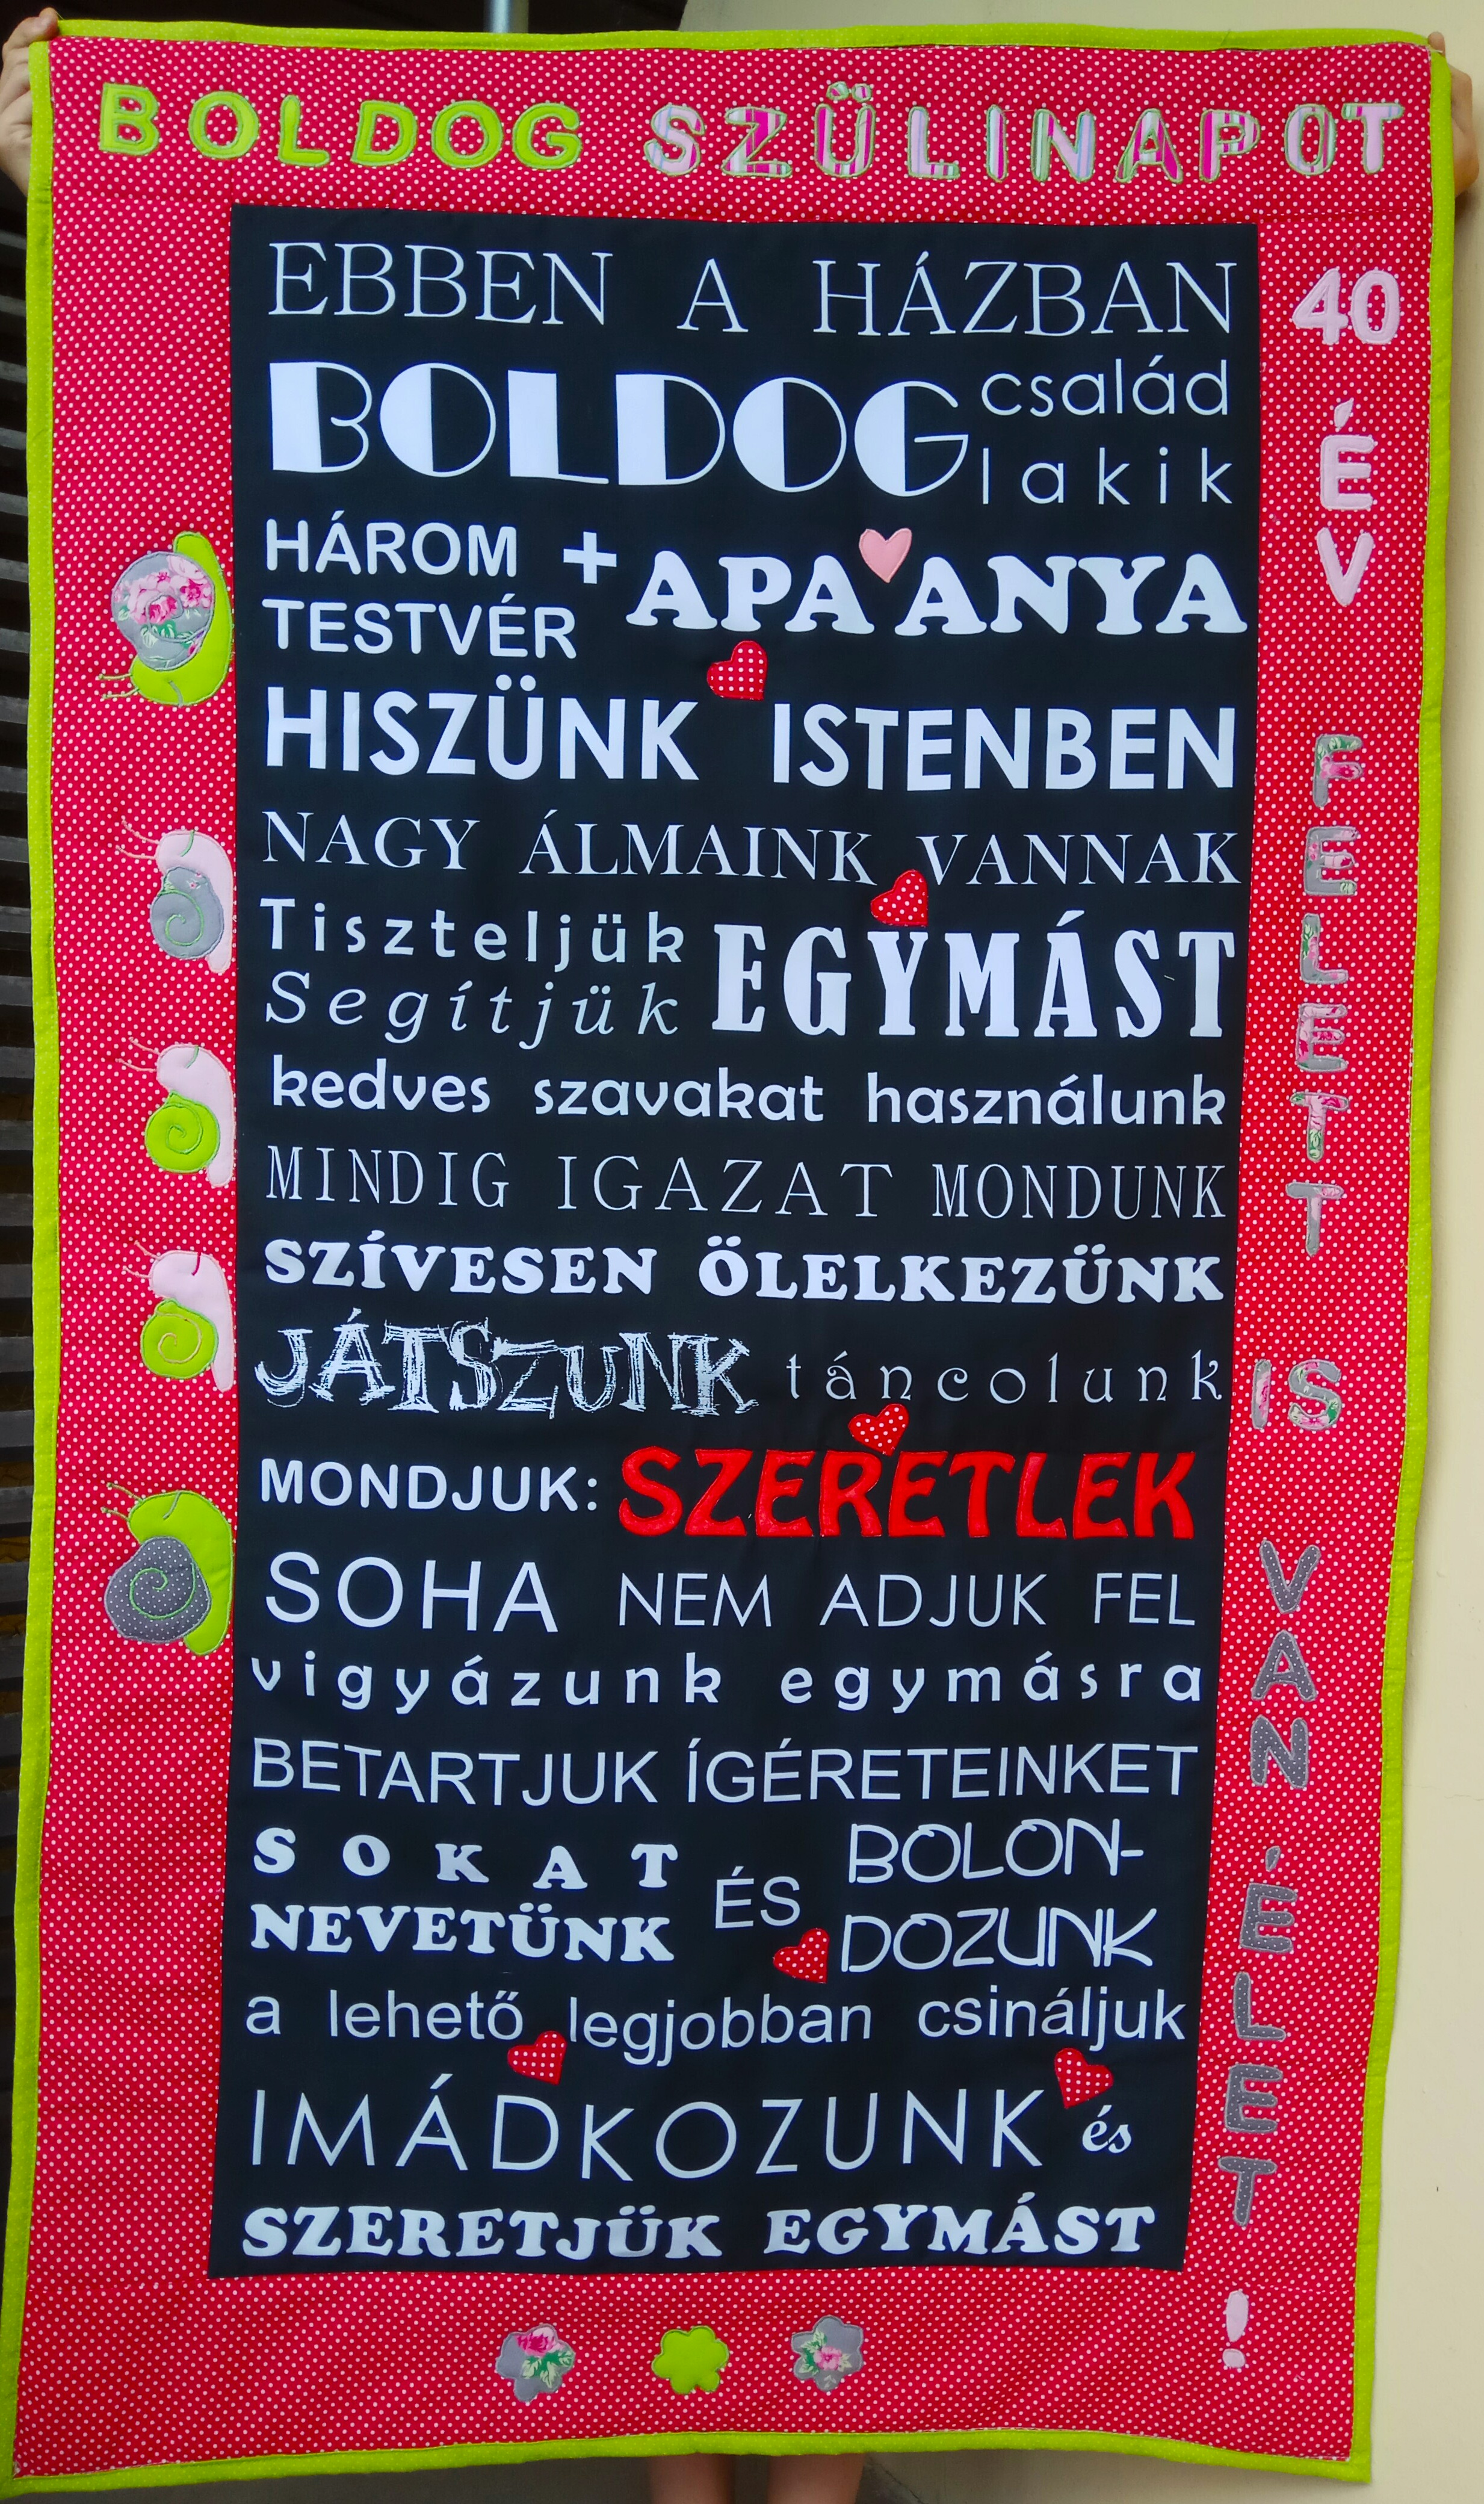 BOLDOG SZÜLINAPOT
EBBEN A HÁZBAN
BOLDOG család
lakik
HÁROM + APA ANYA
TESTVÉR
HISZÜNK ISTENBEN
NAGY ÁLMAINK VANNAK
Tiszteljük EGYMÁST
Segítjük
kedves szavakat használunk
MINDIG IGAZAT MONDUNK
SZÍVESEN ÖLELKEZÜNK
JÁTSZUNK táncolunk
MONDJUK: SZERETLEK
SOHA NEM ADJUK FEL
vigyázunk egymásra
BETARTJUK ÍGÉRETEINKET
SOKAT
NEVETÜNK ÉS BOLON-
DOZUNK
a lehető legjobban csináljuk
IMÁDKOZUNK és
SZERETJÜK EGYMÁST
40 ÉV FELETT IS VAN ÉLET!